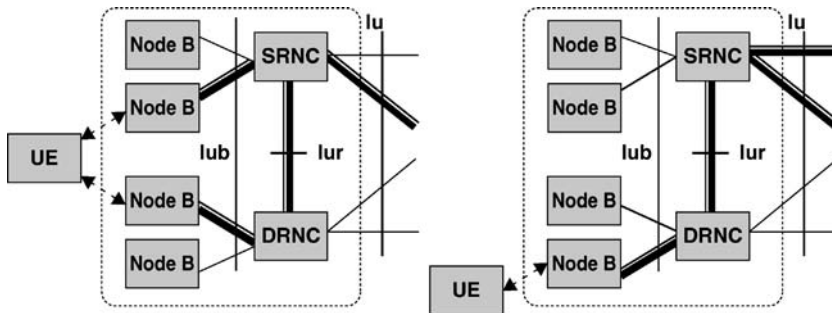 Iu
Node B
SRNC
Node B
UE
Iub
Iur
Node B
DRNC
Node B
Iu
Node B
SRNC
Node B
Iub
Iur
Node B
DRNC
Node B
UE